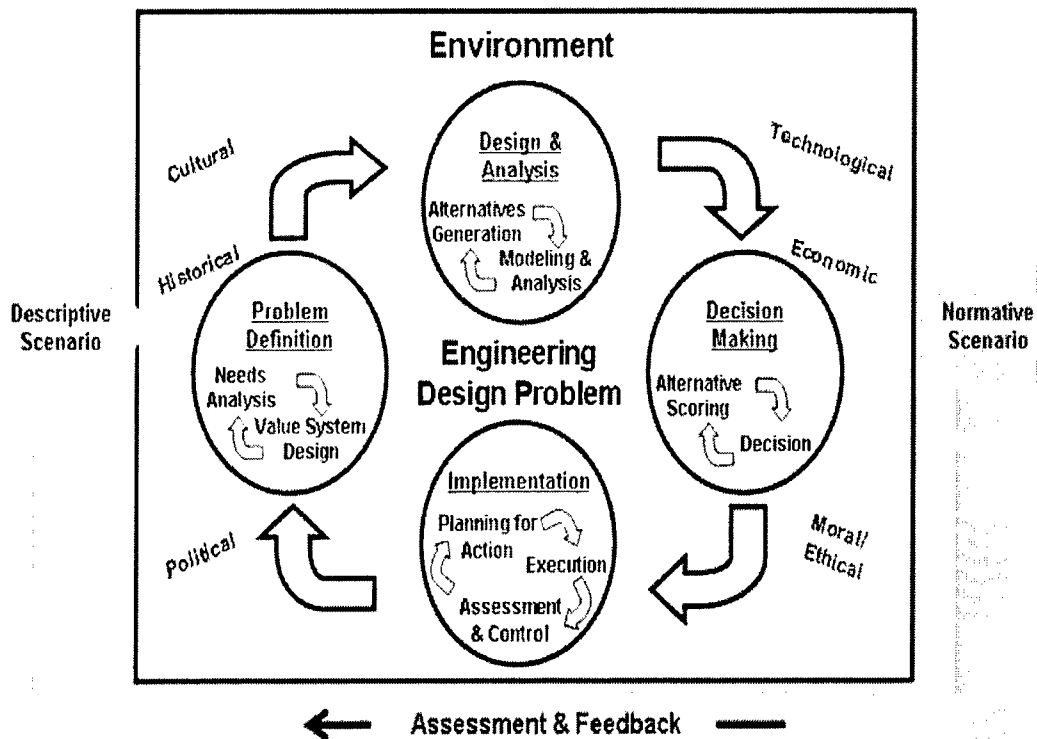 Environment
Cultural
Technological
Design &
Analysis
Alternatives
Generation
Modeling &
Analysis
Historical
Economic
Descriptive
Scenario
Problem
Definition
Needs
Analysis
Value System
Design
Engineering
Design Problem
Decision
Making
Alternative
Scoring
Decision
Normative
Scenario
Implementation
Planning for
Action
Execution
Assessment
& Control
Political
Moral/
Ethical
Assessment & Feedback